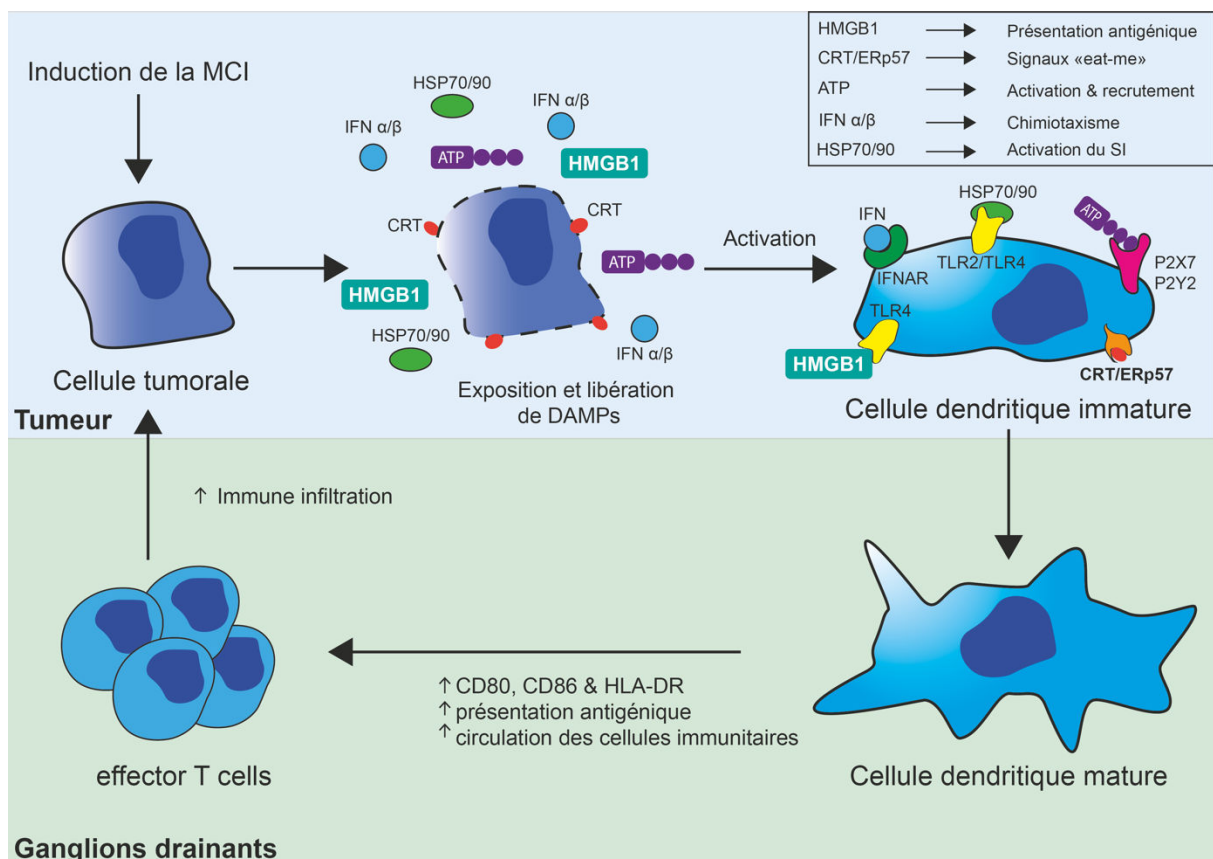 Induction de la MCI
HSP70/90
IFN α/β
IFN α/β
ATP
HMGB1
CRT
CRT
ATP
HMGB1
HSP70/90
IFN α/β
Cellule tumorale
Exposition et libération
de DAMPs
Tumeur
HMGB1 Présentation antigénique
CRT/ERp57 Signaux «eat-me»
ATP Activation & recrutement
IFN α/β Chimiotaxisme
HSP70/90 Activation du SI
Activation
HSP70/90
IFN
ATP
IFNAR
TLR2/TLR4
P2X7
P2Y2
TLR4
HMGB1
CRT/ERp57
Cellule dendritique immature
↑ Immune infiltration
↑ CD80, CD86 & HLA-DR
↑ présentation antigénique
↑ circulation des cellules immunitaires
effector T cells
Cellule dendritique mature
Ganglions drainants